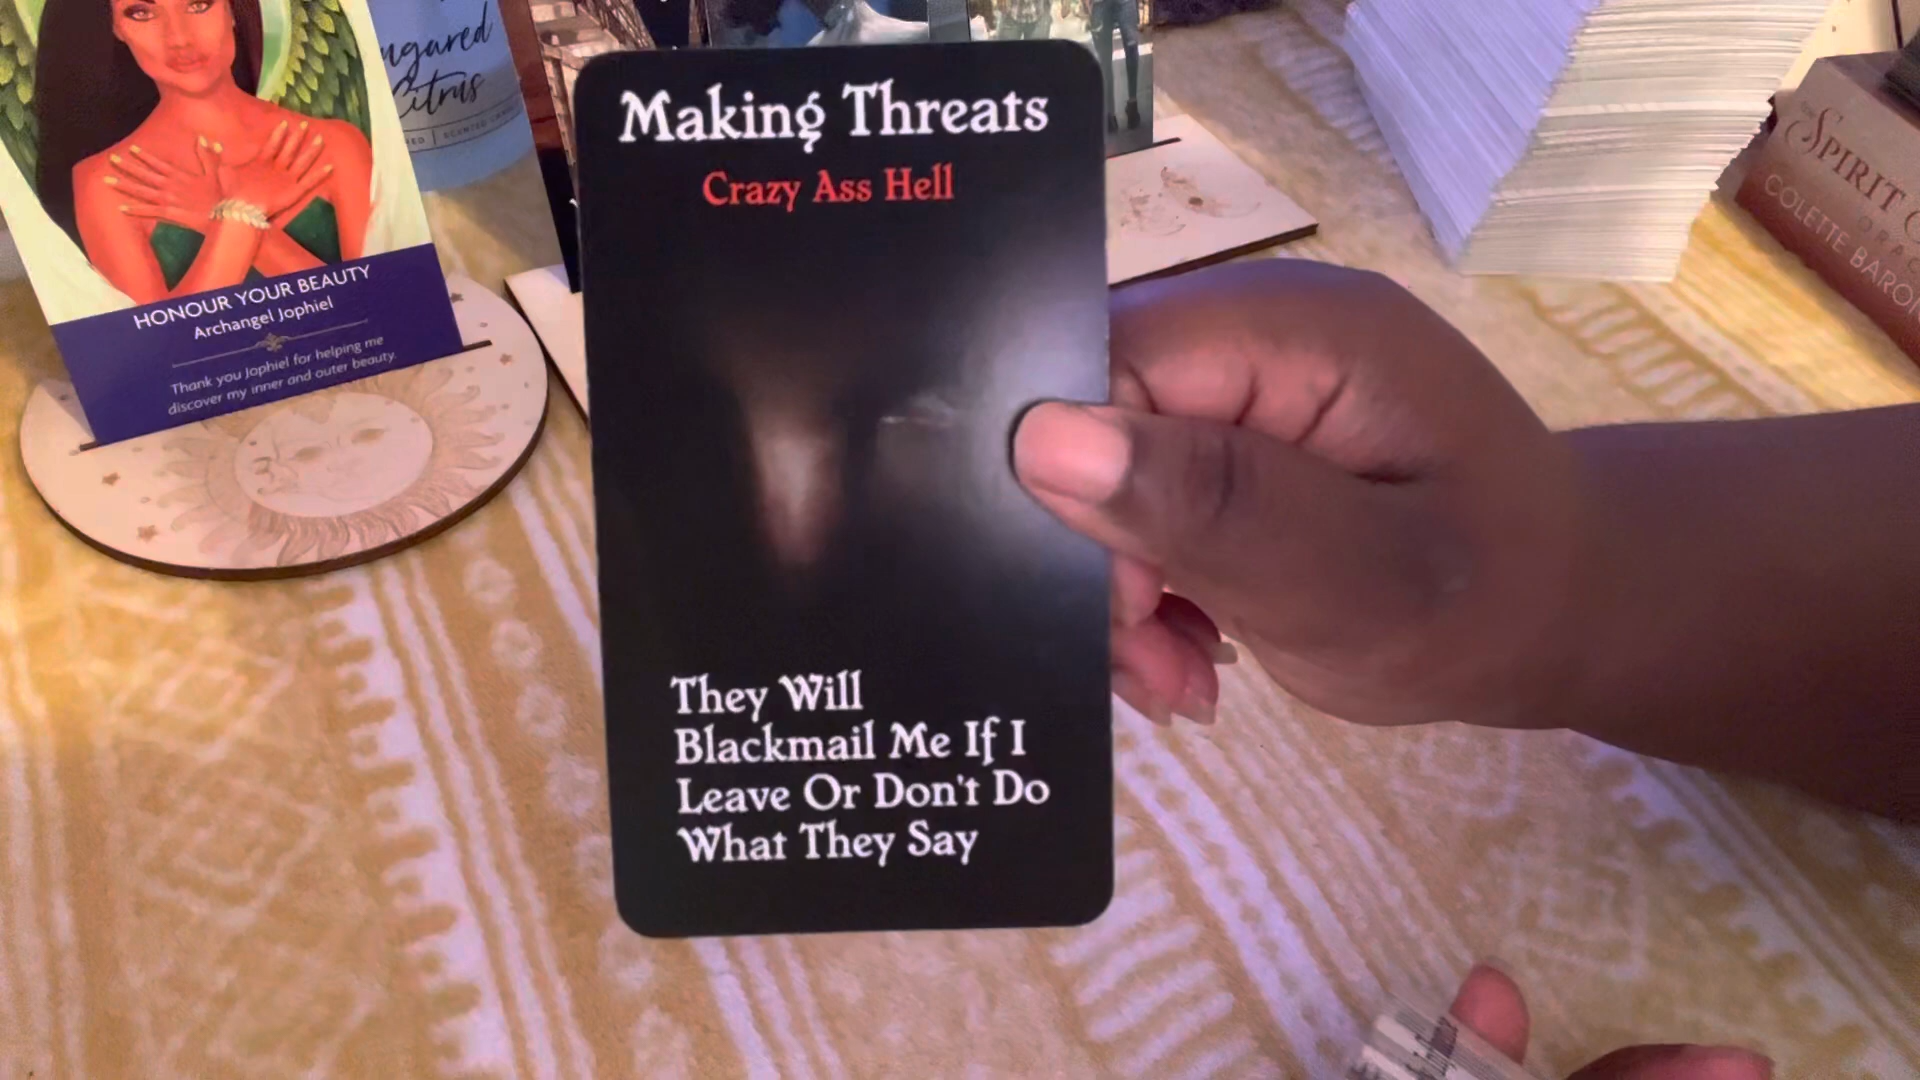 Making Threats
Crazy Ass Hell
They Will
Blackmail Me If I
Leave Or Don't Do
What They Say
HONOUR YOUR BEAUTY
Archangel Jophiel
Thank you Jophiel for helping me
discover my inner and outer beauty.
Citrus
SPIRIT
COLETTE